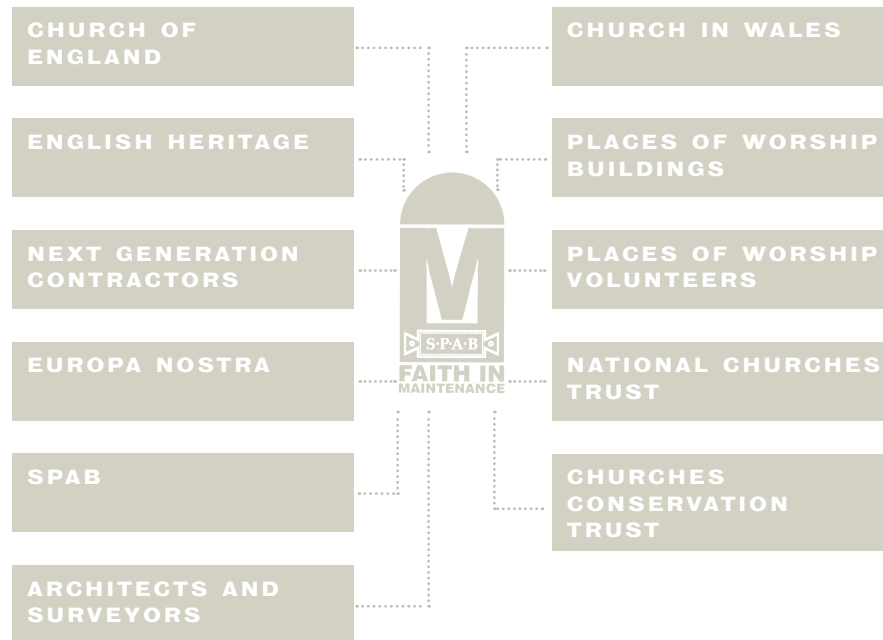 CHURCH OF
ENGLAND
ENGLISH HERITAGE
NEXT GENERATION
CONTRACTORS
EUROPA NOSTRA
SPAB
ARCHITECTS AND
SURVEYORS
M
S·P·A·B
FAITH IN
MAINTENANCE
CHURCH IN WALES
PLACES OF WORSHIP
BUILDINGS
PLACES OF WORSHIP
VOLUNTEERS
NATIONAL CHURCHES
TRUST
CHURCHES
CONSERVATION
TRUST